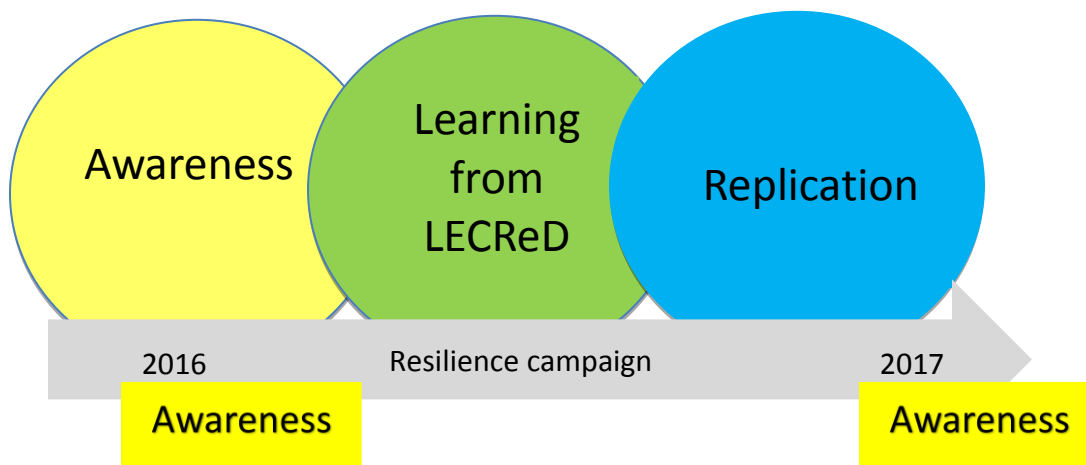 Awareness
Learning
from
LECReD
Replication
2016
Resilience campaign
2017
Awareness
Awareness